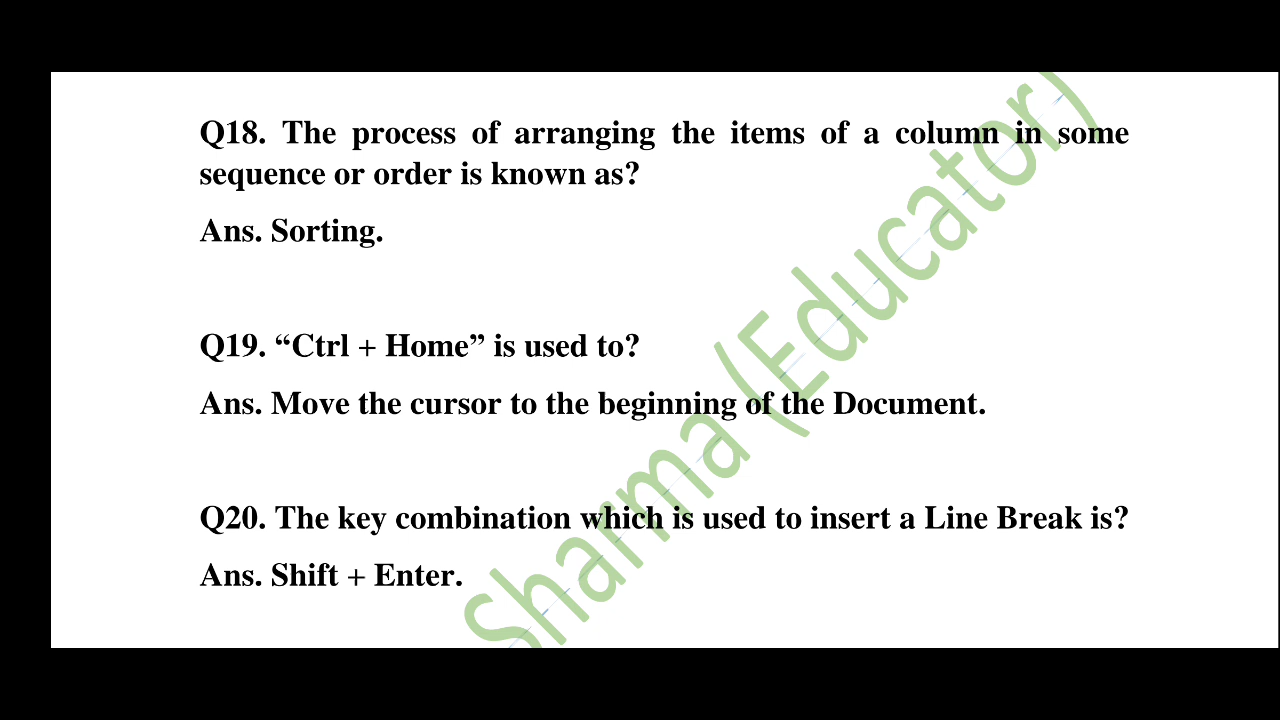 Q18. The process of arranging the items of a column in some
sequence or order is known as?
Ans. Sorting.
Q19. “Ctrl + Home” is used to?
Ans. Move the cursor to the beginning of the Document.
Q20. The key combination which is used to insert a Line Break is?
Ans. Shift + Enter.
Sharma (Educator)